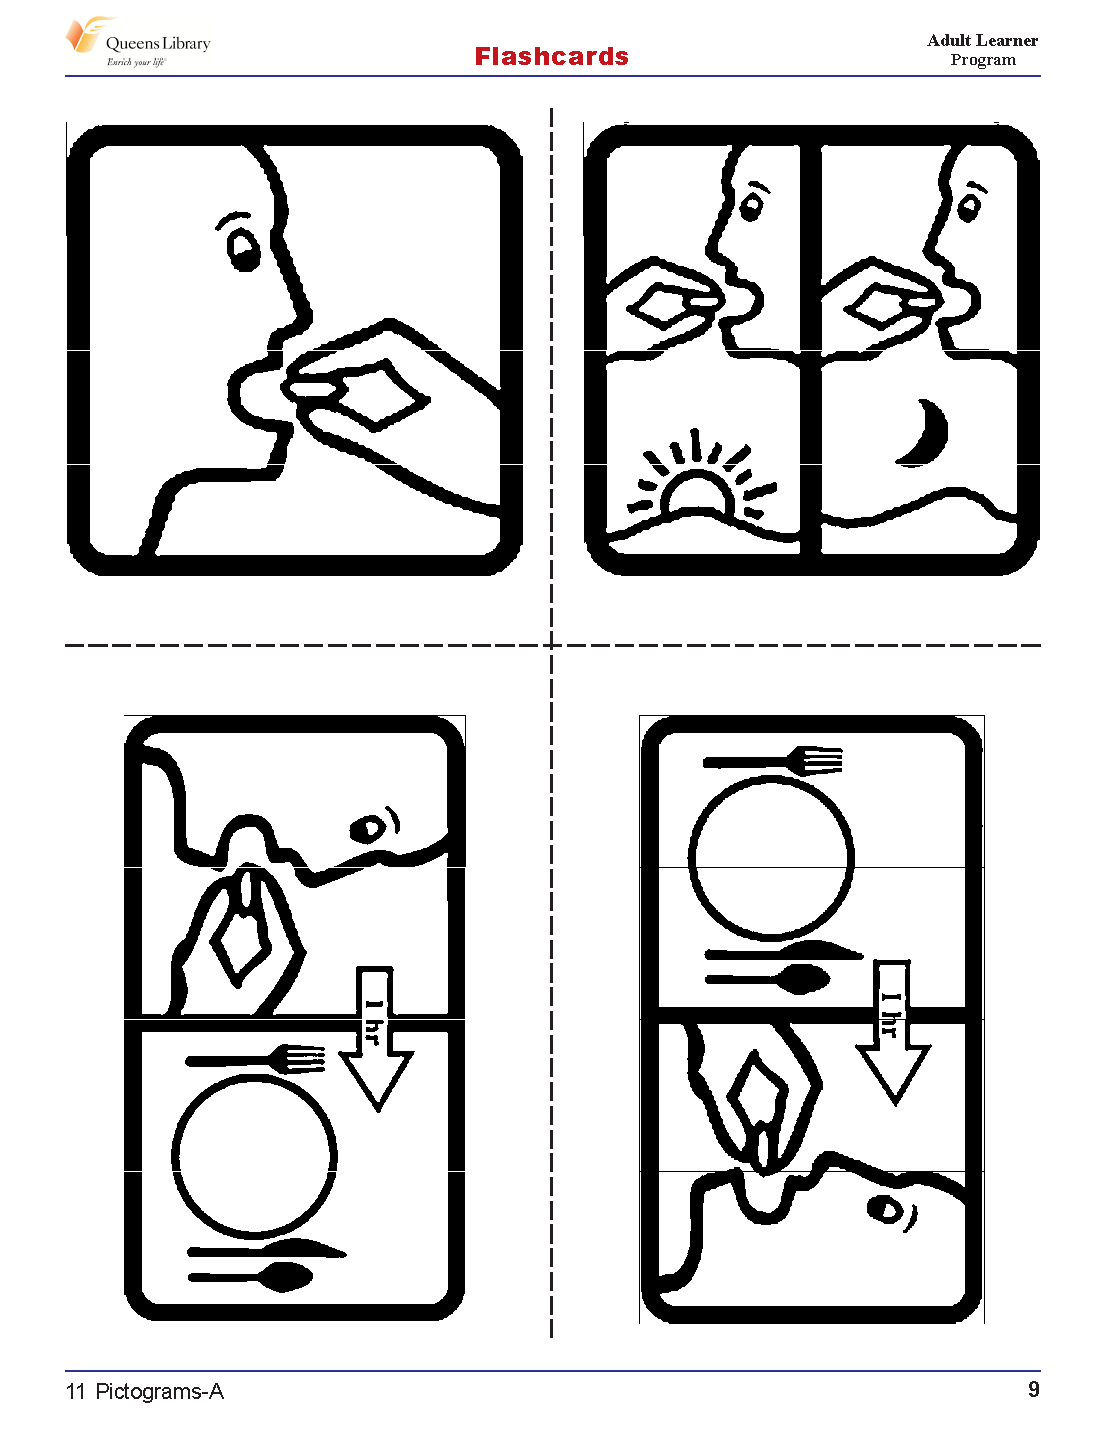 Queens Library
Enrich your life®
Flashcards
Adult Learner
Program
1 hr
1 hr
11 Pictograms-A
9